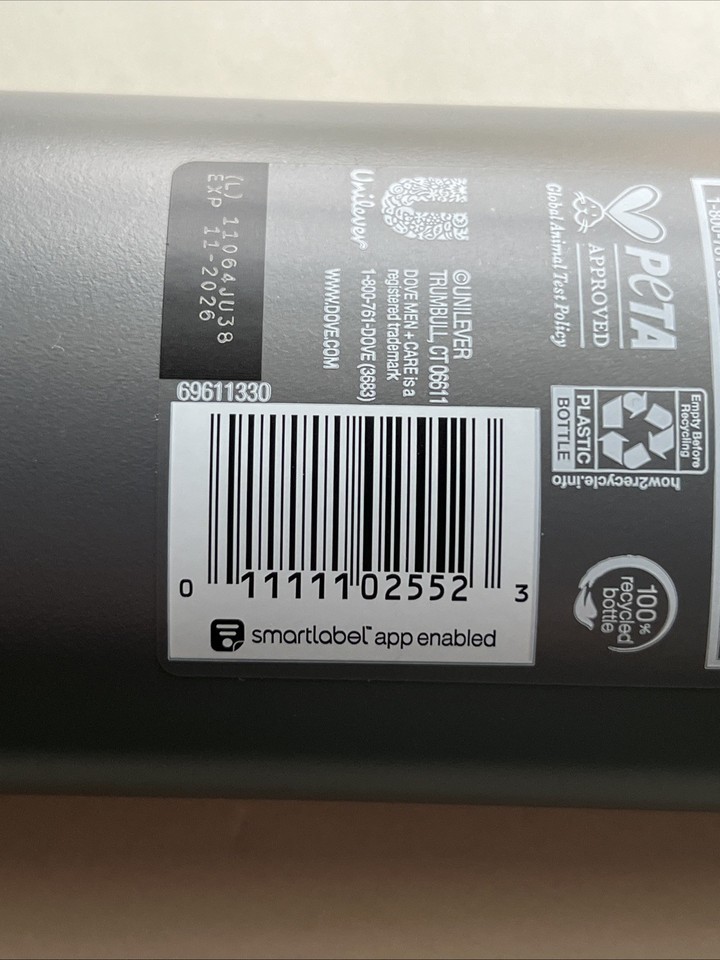 (L) 11064JU38
EXP 11-2026
Unilever®
©UNILEVER
TRUMBULL, CT 06611
DOVE MEN + CARE is a
registered trademark
1-800-761-DOVE (3683)
WWW.DOVE.COM
PETA
APPROVED
Global Animal Test Policy
Empty Before
Recycling
PLASTIC
BOTTLE
how2recycle.info
100%
recycled
bottle
69611330
0 11111 02552 3
smartlabel™ app enabled